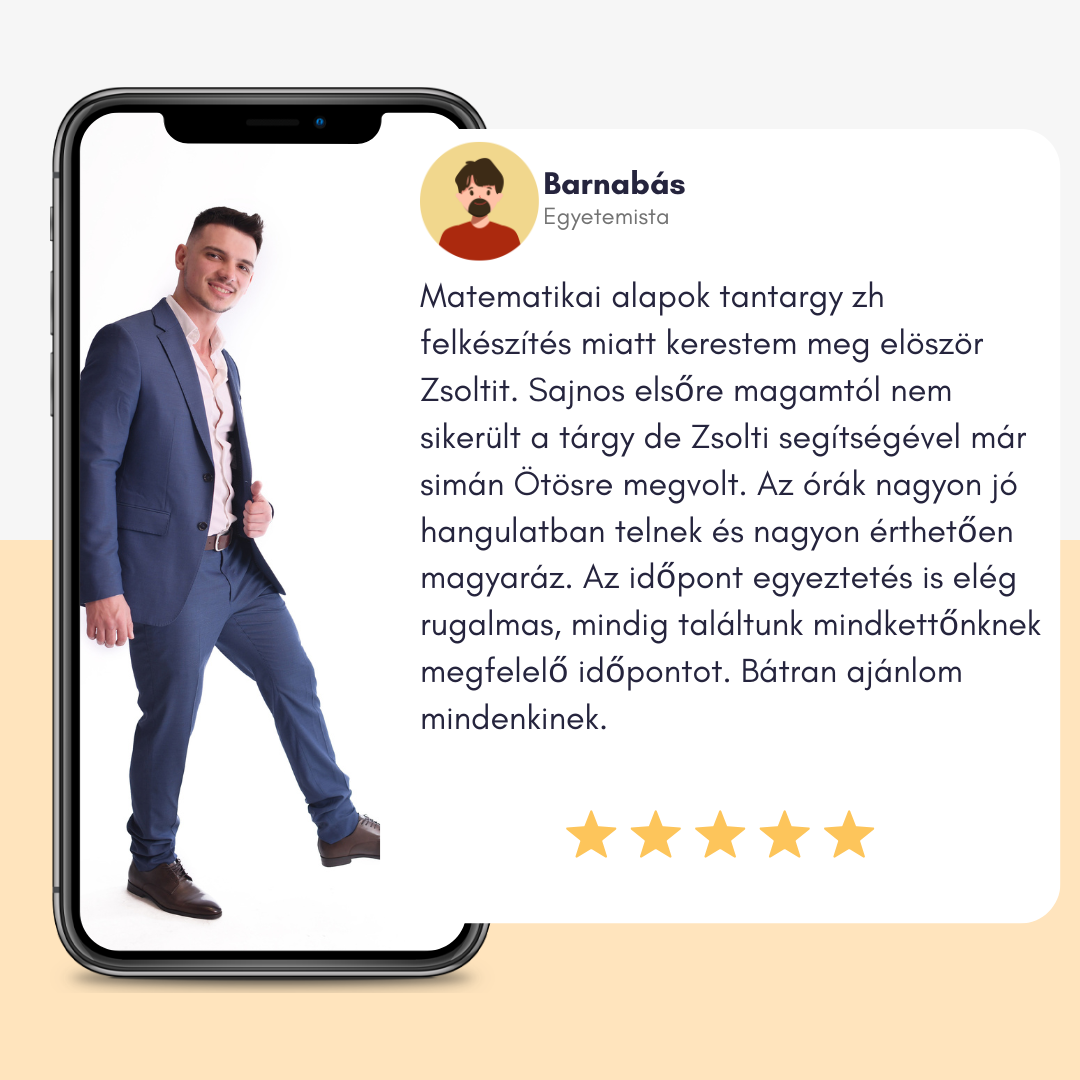 Barnabás
Egyetemista
Matematikai alapok tantargy zh
felkészítés miatt kerestem meg elöször
Zsoltit. Sajnos elsőre magamtól nem
sikerült a tárgy de Zsolti segítségével már
simán Ötösre megvolt. Az órák nagyon jó
hangulatban telnek és nagyon érthetően
magyaráz. Az időpont egyeztetés is elég
rugalmas, mindig találtunk mindkettőnknek
megfelelő időpontot. Bátran ajánlom
mindenkinek.